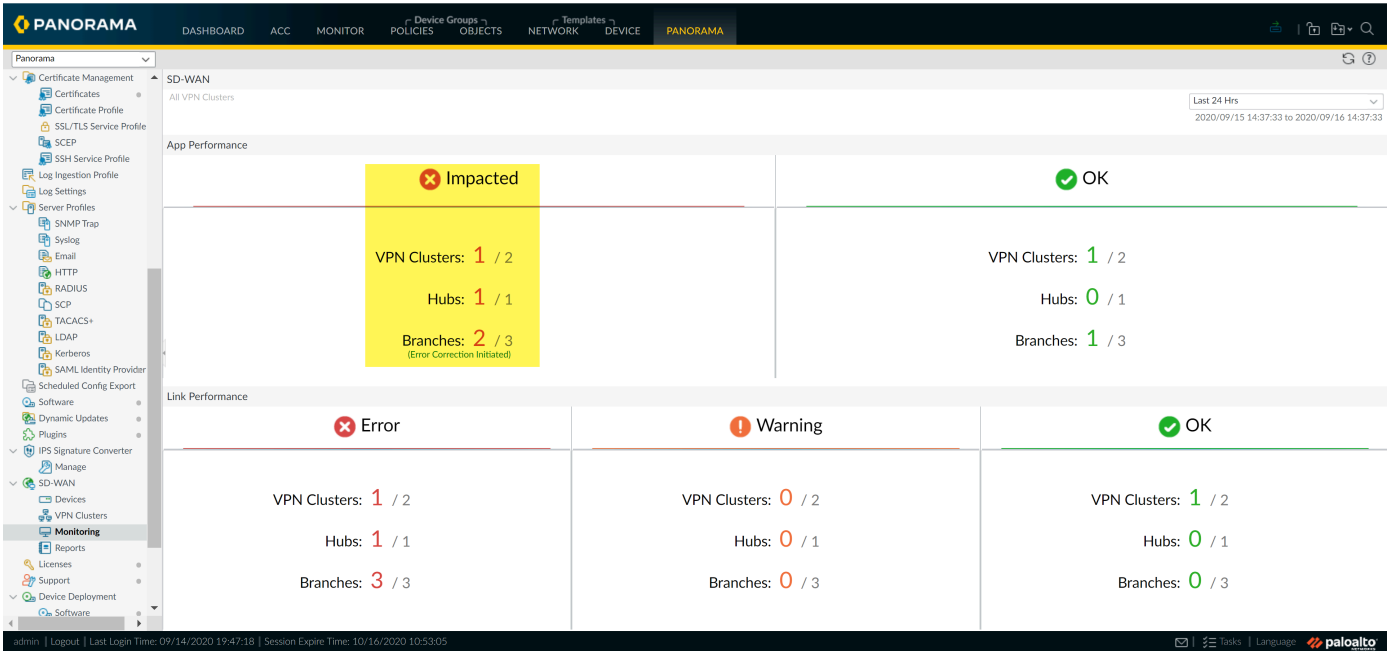 PANORAMA
DASHBOARD
ACC
MONITOR
Device Groups
POLICIES
OBJECTS
Templates
NETWORK
DEVICE
PANORAMA
Panorama
Certificate Management
Certificates
Certificate Profile
SSL/TLS Service Profile
SCEP
SSH Service Profile
Log Ingestion Profile
Log Settings
Server Profiles
SNMP Trap
Syslog
Email
HTTP
RADIUS
SCP
TACACS+
LDAP
Kerberos
SAML Identity Provider
Scheduled Config Export
Software
Dynamic Updates
Plugins
IPS Signature Converter
Manage
SD-WAN
Devices
VPN Clusters
Monitoring
Reports
Licenses
Support
Device Deployment
Software
SD-WAN
All VPN Clusters
Last 24 Hrs
2020/09/15 14:37:33 to 2020/09/16 14:37:33
App Performance
Impacted
VPN Clusters: 1 / 2
Hubs: 1 / 1
Branches: 2 / 3
(Error Correction Initiated)
OK
VPN Clusters: 1 / 2
Hubs: 0 / 1
Branches: 1 / 3
Link Performance
Error
VPN Clusters: 1 / 2
Hubs: 1 / 1
Branches: 3 / 3
Warning
VPN Clusters: 0 / 2
Hubs: 0 / 1
Branches: 0 / 3
OK
VPN Clusters: 1 / 2
Hubs: 0 / 1
Branches: 0 / 3
admin | Logout | Last Login Time: 09/14/2020 19:47:18 | Session Expire Time: 10/16/2020 10:53:05
Tasks | Language
paloalto
NETWORKS